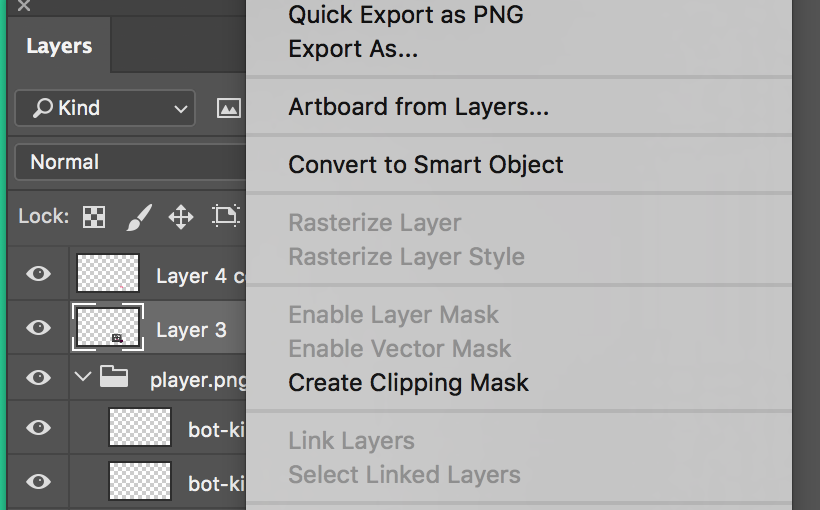 Quick Export as PNG
Export As...
Artboard from Layers...
Convert to Smart Object
Rasterize Layer
Rasterize Layer Style
Enable Layer Mask
Enable Vector Mask
Create Clipping Mask
Link Layers
Select Linked Layers
Layers
Kind
Normal
Lock:
Layer 4 c
Layer 3
player.png
bot-ki
bot-ki